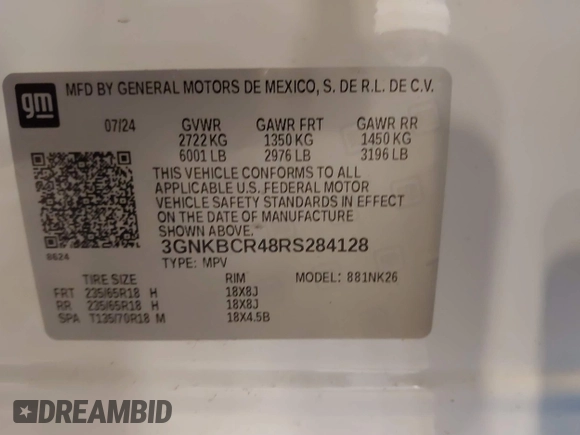 gm
MFD BY GENERAL MOTORS DE MEXICO, S. DE R.L. DE C.V.
07/24 GVWR GAWR FRT GAWR RR
2722 KG 1350 KG 1450 KG
6001 LB 2976 LB 3196 LB
THIS VEHICLE CONFORMS TO ALL
APPLICABLE U.S. FEDERAL MOTOR
VEHICLE SAFETY STANDARDS IN EFFECT
ON THE DATE OF MANUFACTURE
SHOWN ABOVE.
8624 3GNKBCR48RS284128
TYPE: MPV MODEL: 881NK26
TIRE SIZE RIM
FRT 235/65R18 H 18X8J
RR 235/65R18 H 18X8J
SPA T135/70R18 M 18X4.5B
DREAMBID